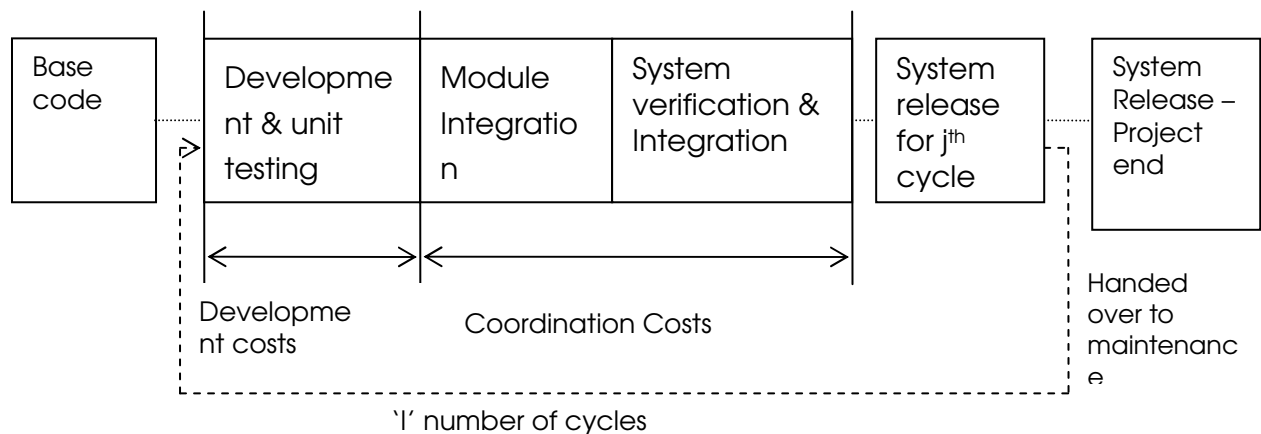 Base
code
Developme
nt & unit
testing
Module
Integratio
n
System
verification &
Integration
System
release
for jth
cycle
System
Release –
Project
end
Developme
nt costs
Coordination Costs
Handed
over to
maintenanc
e
‘l’ number of cycles